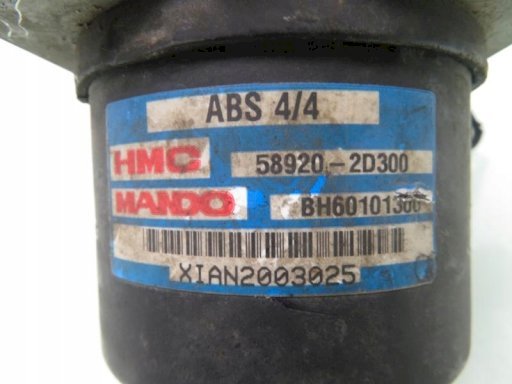 ABS 4/4
HMC 58920-2D300
MANDO BH60101300
XIAN2003025